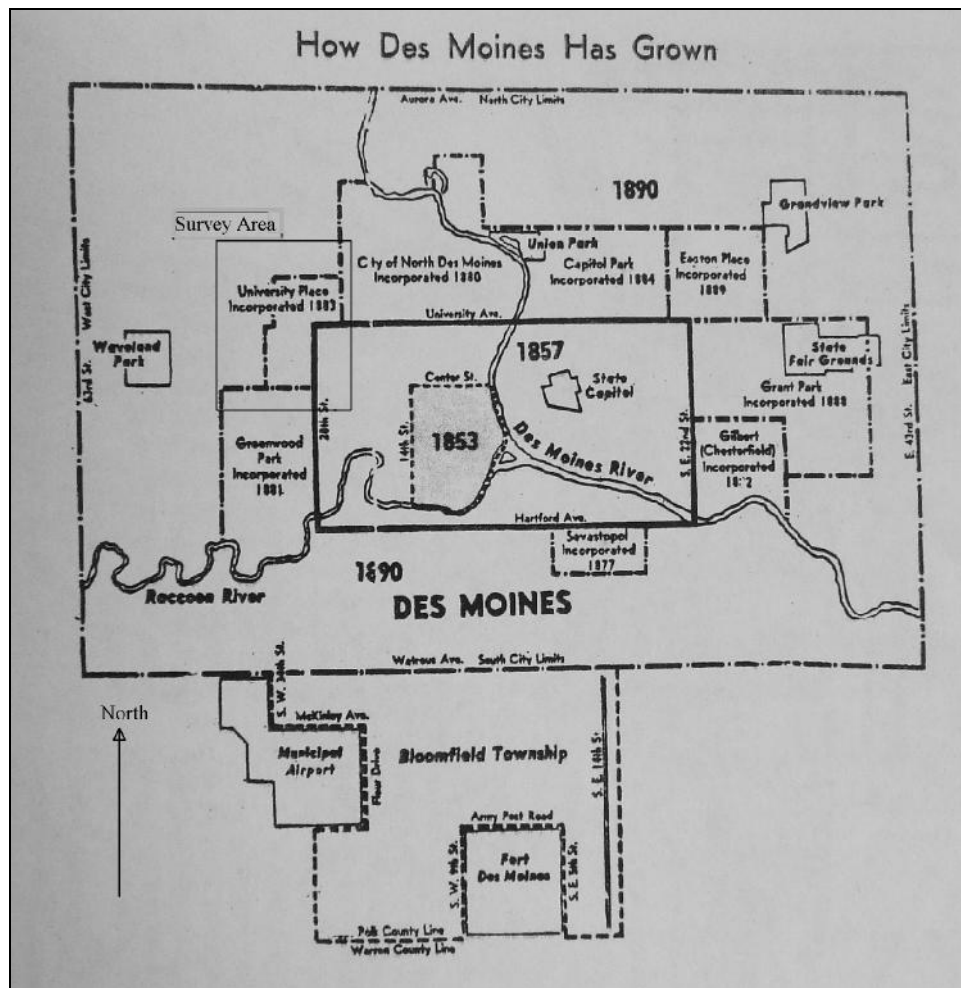 How Des Moines Has Grown
Aurora Ave. North City Limits
1890
Grandview Park
Survey Area
Union Park
City of North Des Moines
Incorporated 1880
Capitol Park
Incorporated 1884
Easton Place
Incorporated
1889
University Place
Incorporated 1883
63rd St. West City Limits
E. 43rd St. East City Limits
University Ave.
Waveland
Park
1857
State
Fair Grounds
Center St.
State
Capitol
Grant Park
Incorporated 1888
28th St.
14th St.
1853
Des Moines River
S. E. 22nd St.
Greenwood
Park
Incorporated
1881
Gilbert
(Chesterfield)
Incorporated
Hartford Ave.
Sevastopol
Incorporated
1877
1890
Raccoon River
DES MOINES
Watrous Ave. South City Limits
North
S. W. 34th St.
McKinley Ave.
Municipal
Airport
Fleur Drive
Bloomfield Township
S. E. 14th St.
Army Post Road
S. W. 9th St.
Fort
Des Moines
S. E. 5th St.
Polk County Line
Warren County Line